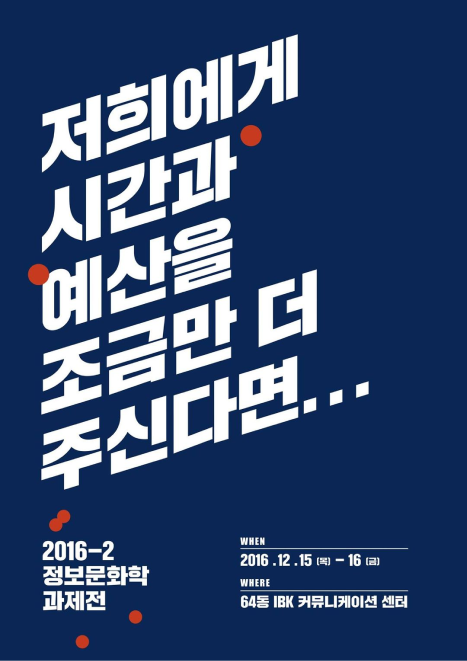 저희에게
시간과
예산을
조금만 더
주신다면...
2016-2
정보문화학
과제전
WHEN
2016 .12 .15 (목) - 16 (금)
WHERE
64동 IBK 커뮤니케이션 센터